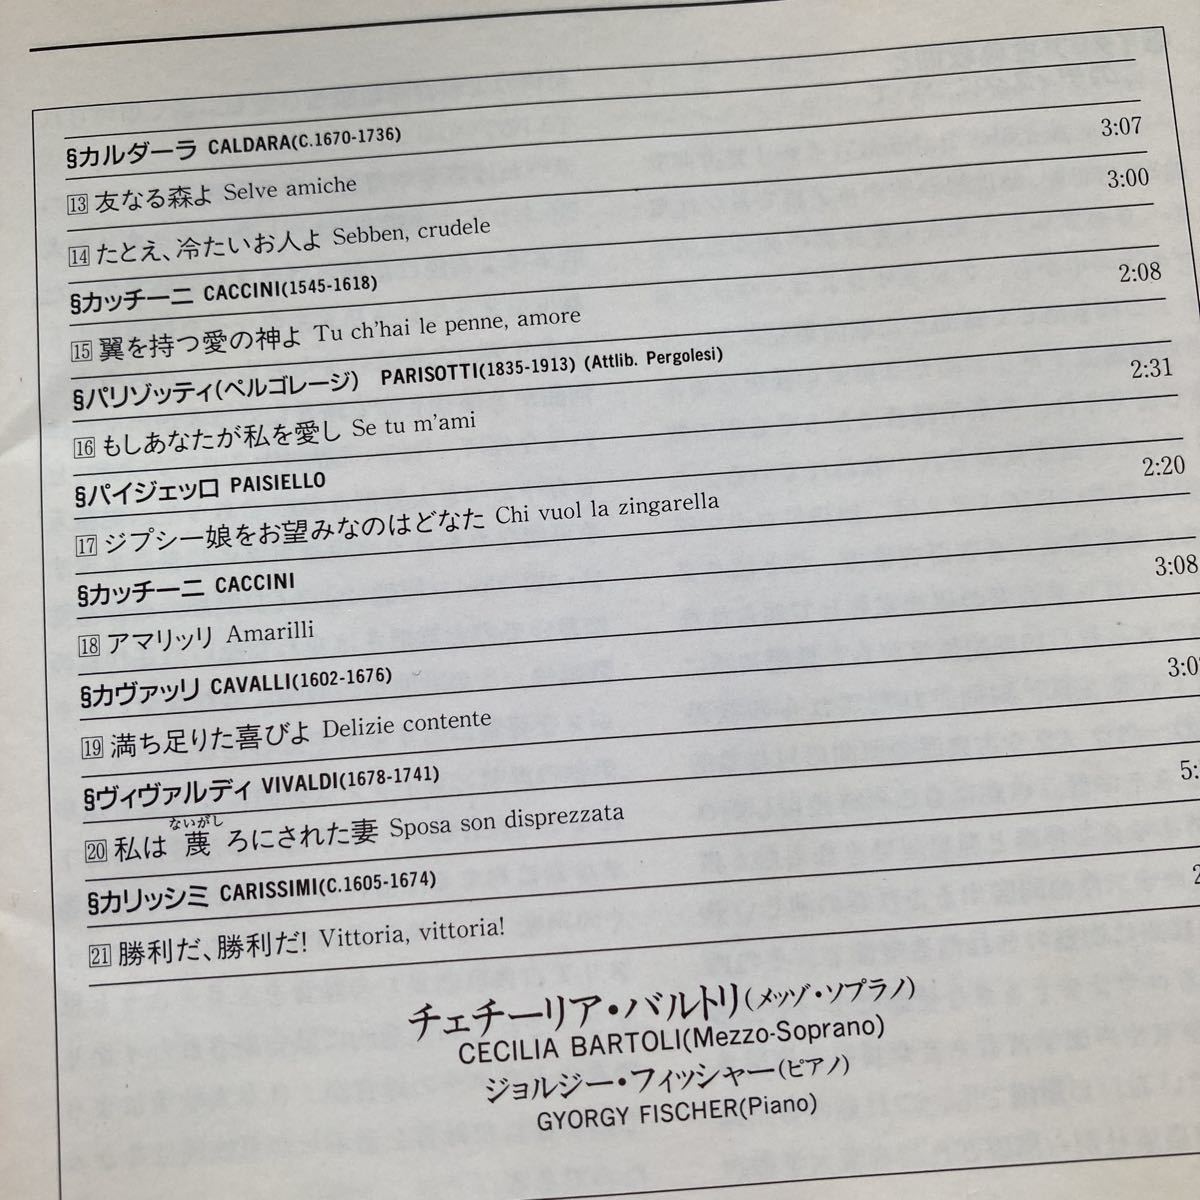 §カルダーラ CALDARA(C.1670-1736)
13 友なる森よ Selve amiche 3:07
14 たとえ、冷たいお人よ Sebben, crudele 3:00
§カッチーニ CACCINI(1545-1618)
15 翼を持つ愛の神よ Tu ch'hai le penne, amore 2:08
§パリゾッティ(ペルゴレージ) PARISOTTI(1835-1913) (Attlib. Pergolesi)
16 もしあなたが私を愛し Se tu m'ami 2:31
§パイジェッロ PAISIELLO
17 ジプシー娘をお望みなのはどなた Chi vuol la zingarella 2:20
§カッチーニ CACCINI
18 アマリッリ Amarilli 3:08
§カヴァッリ CAVALLI(1602-1676)
19 満ち足りた喜びよ Delizie contente 3:0
§ヴィヴァルディ VIVALDI(1678-1741)
ないがし
20 私は 蔑 ろにされた妻 Sposa son disprezzata 5:
§カリッシミ CARISSIMI(C.1605-1674)
21 勝利だ、勝利だ! Vittoria, vittoria! 2
チェチーリア・バルトリ(メッゾ・ソプラノ)
CECILIA BARTOLI(Mezzo-Soprano)
ジョルジー・フィッシャー(ピアノ)
GYORGY FISCHER(Piano)